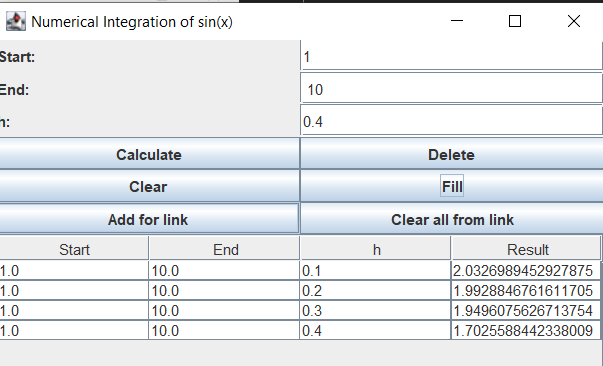 Numerical Integration of sin(x)
Start: 1
End: 10
h: 0.4
Calculate Delete
Clear Fill
Add for link Clear all from link
Start End h Result
1.0 10.0 0.1 2.0326989452927875
1.0 10.0 0.2 1.9928846761611705
1.0 10.0 0.3 1.9496075626713754
1.0 10.0 0.4 1.7025588442338009